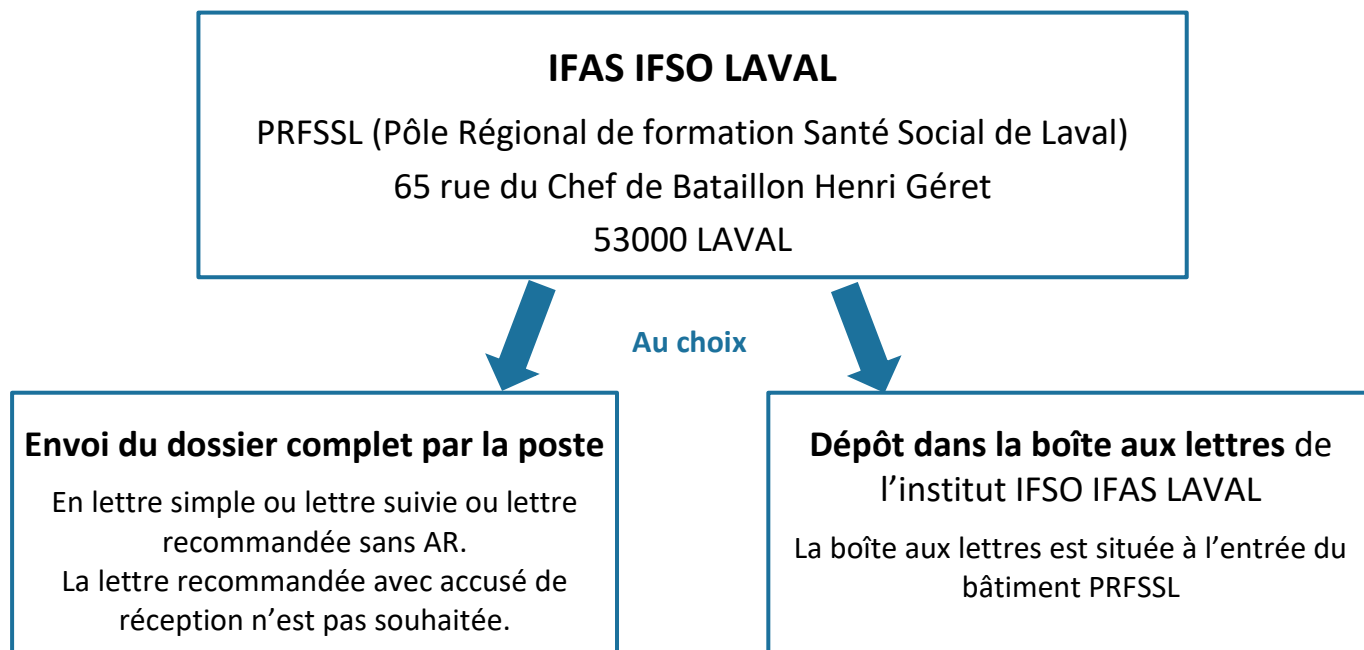 IFAS IFSO LAVAL
PRFSSL (Pôle Régional de formation Santé Social de Laval)
65 rue du Chef de Bataillon Henri Géret
53000 LAVAL
Au choix
Envoi du dossier complet par la poste
En lettre simple ou lettre suivie ou lettre
recommandée sans AR.
La lettre recommandée avec accusé de
réception n’est pas souhaitée.
Dépôt dans la boîte aux lettres de
l’institut IFSO IFAS LAVAL
La boîte aux lettres est située à l’entrée du
bâtiment PRFSSL